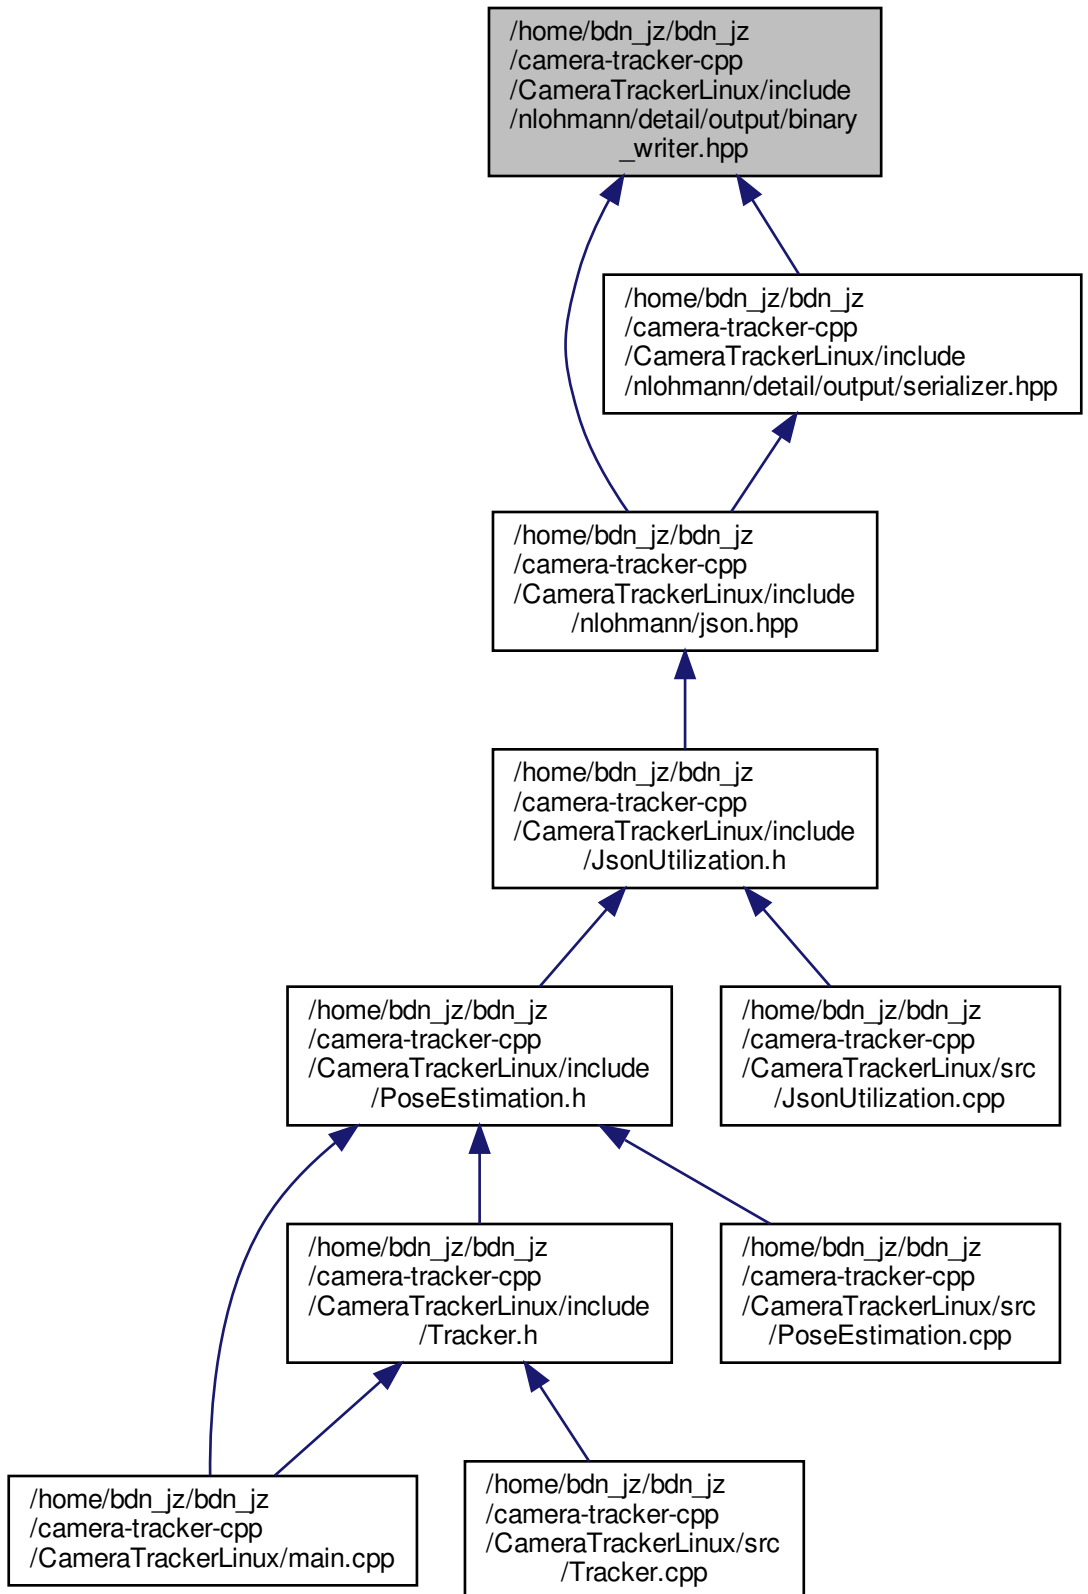 /home/bdn_jz/bdn_jz
/camera-tracker-cpp
/CameraTrackerLinux/include
/nlohmann/detail/output/binary
_writer.hpp
/home/bdn_jz/bdn_jz
/camera-tracker-cpp
/CameraTrackerLinux/include
/nlohmann/detail/output/serializer.hpp
/home/bdn_jz/bdn_jz
/camera-tracker-cpp
/CameraTrackerLinux/include
/nlohmann/json.hpp
/home/bdn_jz/bdn_jz
/camera-tracker-cpp
/CameraTrackerLinux/include
/JsonUtilization.h
/home/bdn_jz/bdn_jz
/camera-tracker-cpp
/CameraTrackerLinux/include
/PoseEstimation.h
/home/bdn_jz/bdn_jz
/camera-tracker-cpp
/CameraTrackerLinux/src
/JsonUtilization.cpp
/home/bdn_jz/bdn_jz
/camera-tracker-cpp
/CameraTrackerLinux/include
/Tracker.h
/home/bdn_jz/bdn_jz
/camera-tracker-cpp
/CameraTrackerLinux/src
/PoseEstimation.cpp
/home/bdn_jz/bdn_jz
/camera-tracker-cpp
/CameraTrackerLinux/main.cpp
/home/bdn_jz/bdn_jz
/camera-tracker-cpp
/CameraTrackerLinux/src
/Tracker.cpp